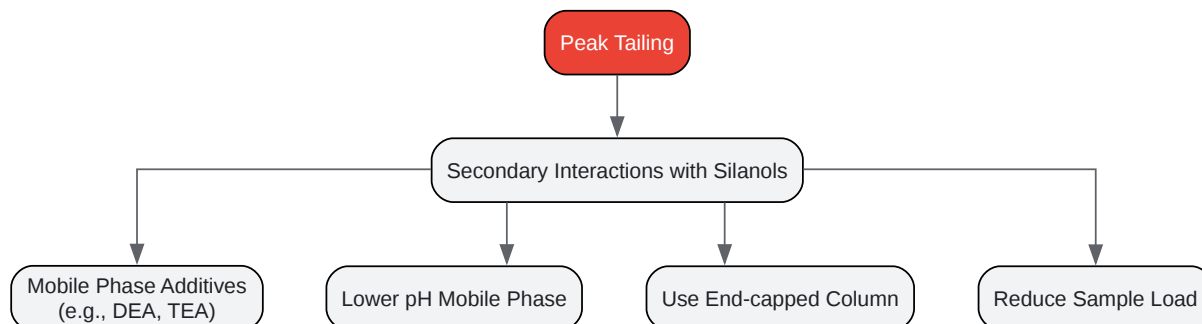 Peak Tailing
Secondary Interactions with Silanols
Mobile Phase Additives
(e.g., DEA, TEA)
Lower pH Mobile Phase
Use End-capped Column
Reduce Sample Load